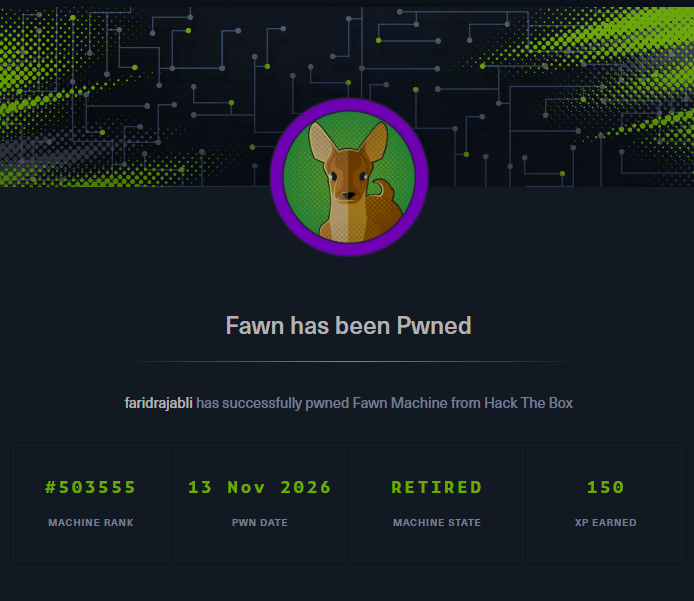 Fawn has been Pwned
faridrajabli has successfully pwned Fawn Machine from Hack The Box
#503555 13 Nov 2026 RETIRED 150
MACHINE RANK PWN DATE MACHINE STATE XP EARNED